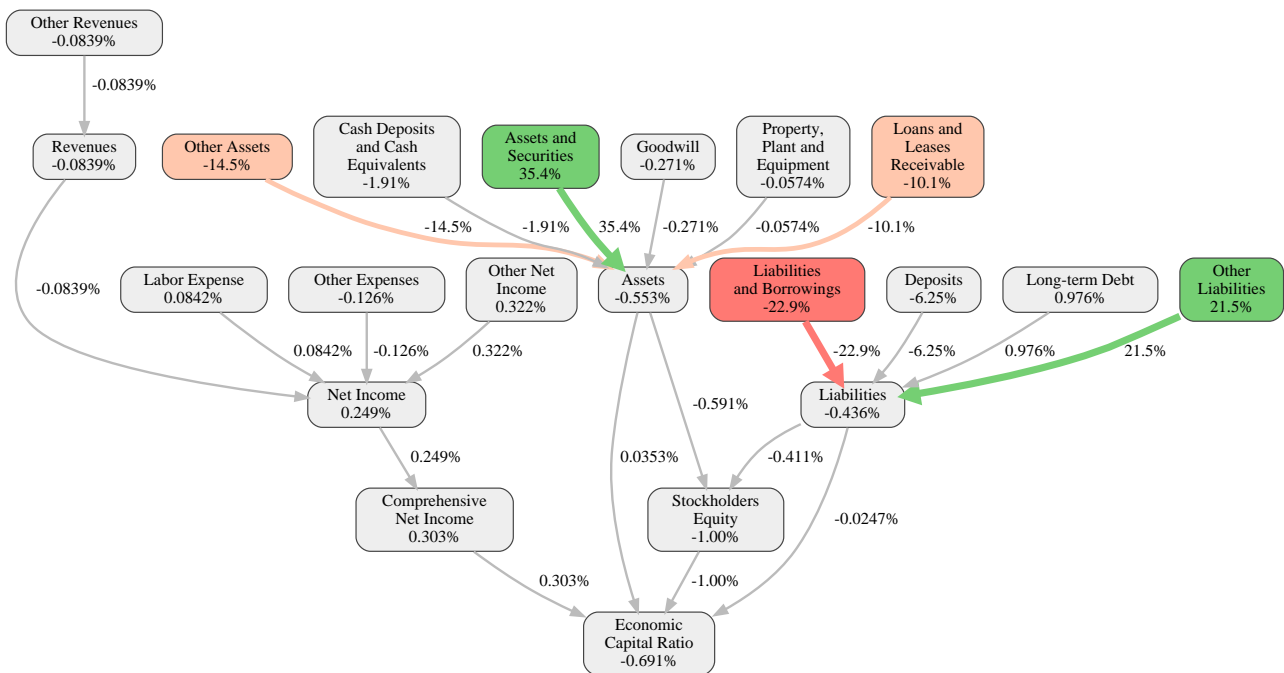 Other Revenues
-0.0839%
-0.0839%
Revenues
-0.0839%
Other Assets
-14.5%
Cash Deposits
and Cash
Equivalents
-1.91%
Assets and
Securities
35.4%
Goodwill
-0.271%
Property,
Plant and
Equipment
-0.0574%
Loans and
Leases
Receivable
-10.1%
-14.5%
-1.91%
35.4%
-0.271%
-0.0574%
-10.1%
-0.0839%
Labor Expense
0.0842%
Other Expenses
-0.126%
Other Net
Income
0.322%
Assets
-0.553%
Liabilities
and Borrowings
-22.9%
Deposits
-6.25%
Long-term Debt
0.976%
Other
Liabilities
21.5%
0.0842%
-0.126%
0.322%
-22.9%
-6.25%
0.976%
21.5%
Net Income
0.249%
-0.591%
Liabilities
-0.436%
0.249%
0.0353%
-0.411%
Comprehensive
Net Income
0.303%
Stockholders
Equity
-1.00%
-0.0247%
0.303%
-1.00%
Economic
Capital Ratio
-0.691%